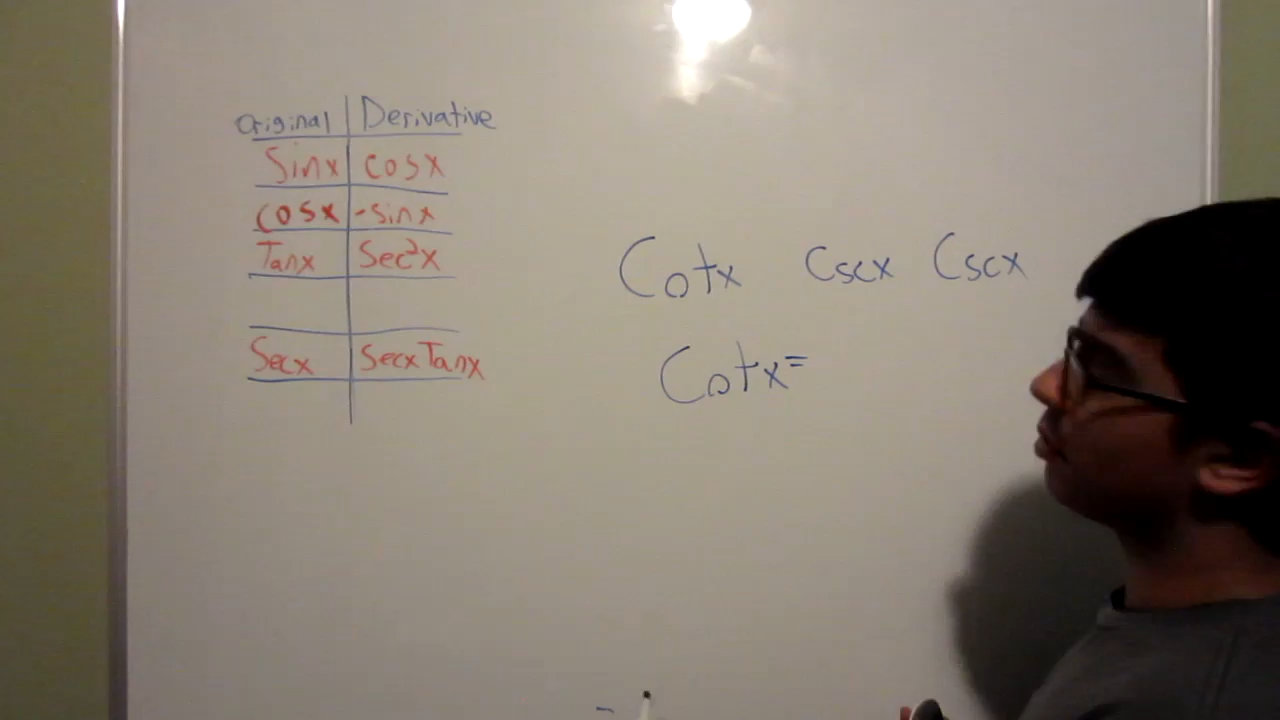 Original Derivative
Sinx cosx
cosx -sinx
Tanx Sec²x
Secx SecxTanx
Cotx Cscx Cscx
Cotx=
-